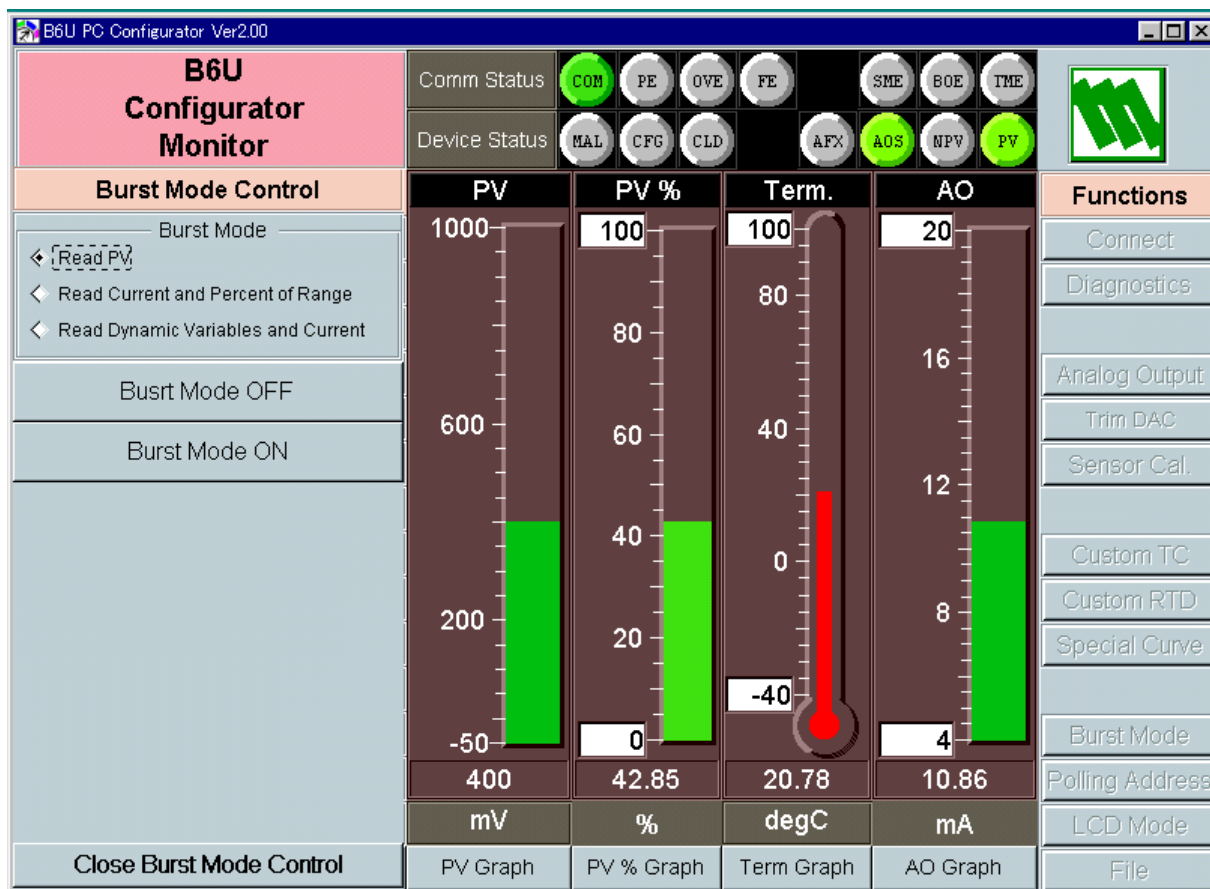 B6U PC Configurator Ver2.00
B6U
Configurator
Monitor
Comm Status COM PE OVE FE SME BOE TME
Device Status MAL CFG CLD AFX AOS NPV PV
Burst Mode Control
Burst Mode
Read PV
Read Current and Percent of Range
Read Dynamic Variables and Current
Busrt Mode OFF
Burst Mode ON
Close Burst Mode Control
PV
1000
600
200
-50
400
mV
PV Graph
PV %
100
80
60
40
20
0
42.85
%
PV % Graph
Term.
100
80
40
0
-40
20.78
degC
Term Graph
AO
20
16
12
8
4
10.86
mA
AO Graph
Functions
Connect
Diagnostics
Analog Output
Trim DAC
Sensor Cal.
Custom TC
Custom RTD
Special Curve
Burst Mode
Polling Address
LCD Mode
File